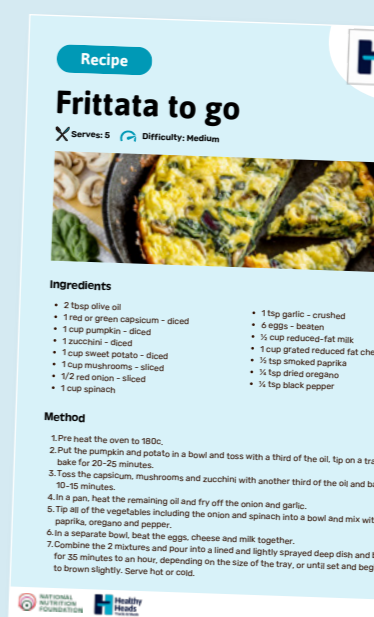 Recipe
Frittata to go
Serves: 5
Difficulty: Medium
Ingredients
• 2 tbsp olive oil
• 1 red or green capsicum - diced
• 1 cup pumpkin - diced
• 1 zucchini - diced
• 1 cup sweet potato - diced
• 1 cup mushrooms - sliced
• 1/2 red onion - sliced
• 1 cup spinach
• 1 tsp garlic - crushed
• 6 eggs - beaten
• ½ cup reduced-fat milk
• 1 cup grated reduced fat che
• ½ tsp smoked paprika
• ¼ tsp dried oregano
• ¼ tsp black pepper
Method
1. Pre heat the oven to 180c.
2. Put the pumpkin and potato in a bowl and toss with a third of the oil, tip on a tra
bake for 20-25 minutes.
3. Toss the capsicum, mushrooms and zucchini with another third of the oil and ba
10-15 minutes.
4. In a pan, heat the remaining oil and fry off the onion and garlic.
5. Tip all of the vegetables including the onion and spinach into a bowl and mix wit
paprika, oregano and pepper.
6. In a separate bowl, beat the eggs, cheese and milk together.
7. Combine the 2 mixtures and pour into a lined and lightly sprayed deep dish and b
for 35 minutes to an hour, depending on the size of the tray, or until set and beg
to brown slightly. Serve hot or cold.
NATIONAL
NUTRITION
FOUNDATION
Healthy
Heads